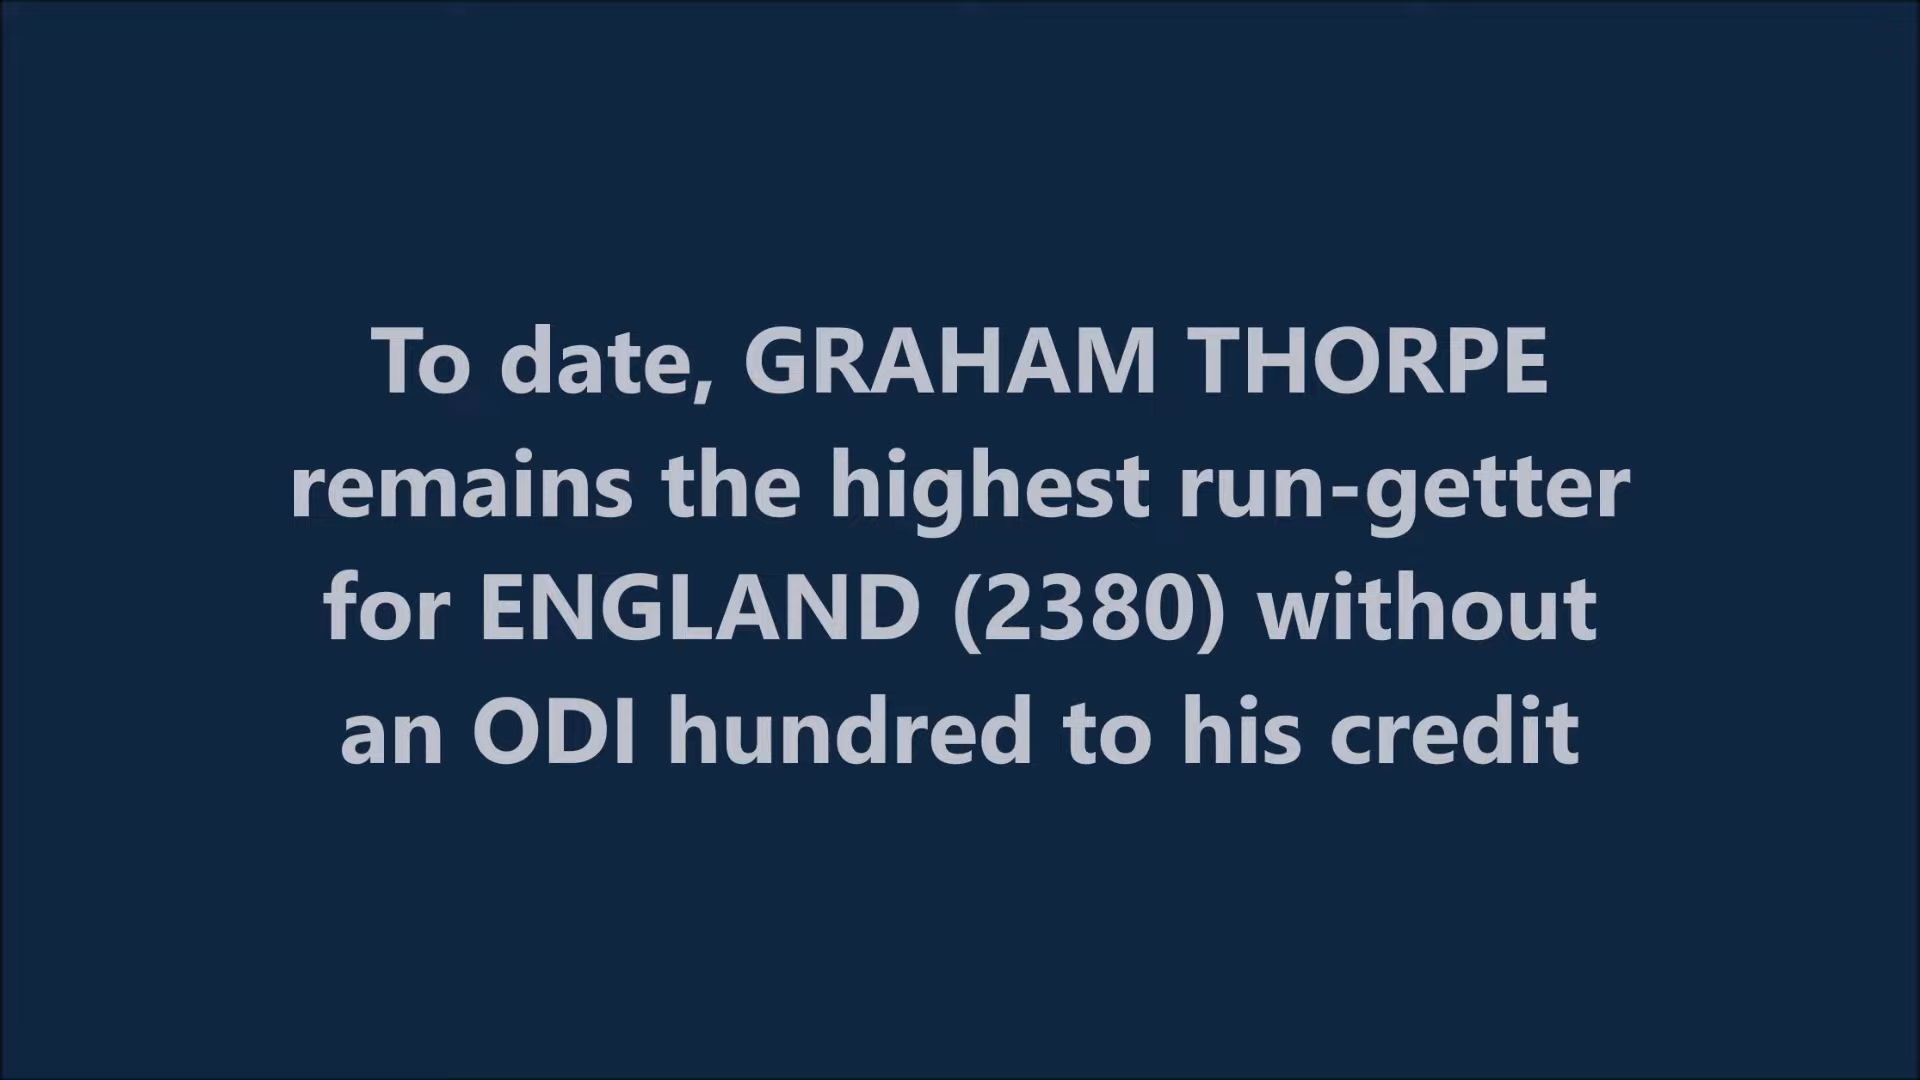 To date, GRAHAM THORPE
remains the highest run-getter
for ENGLAND (2380) without
an ODI hundred to his credit